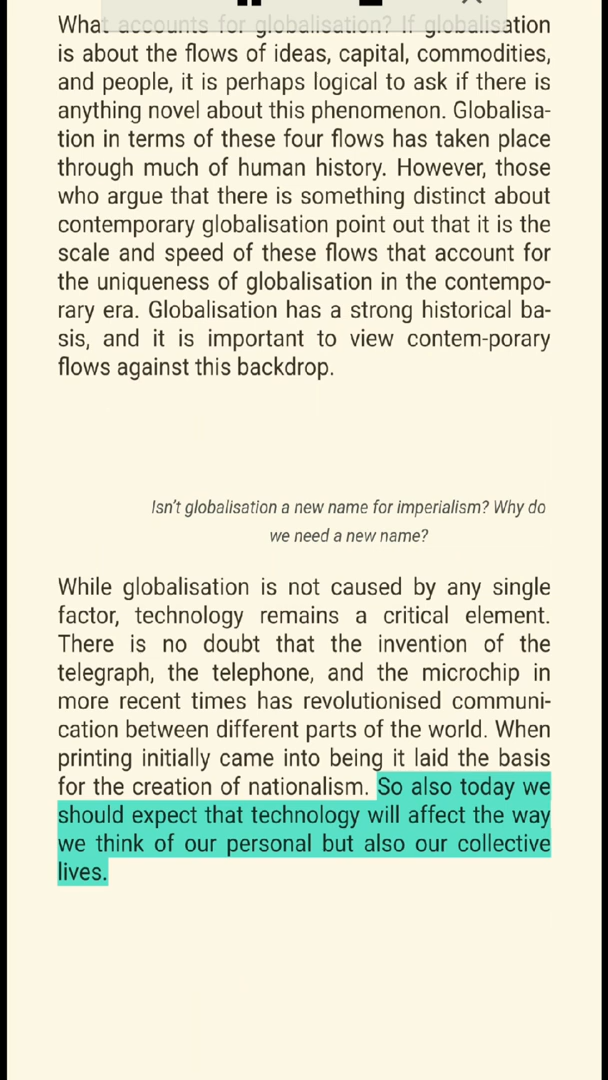 What accounts for globalisation? If globalisation
is about the flows of ideas, capital, commodities,
and people, it is perhaps logical to ask if there is
anything novel about this phenomenon. Globalisa-
tion in terms of these four flows has taken place
through much of human history. However, those
who argue that there is something distinct about
contemporary globalisation point out that it is the
scale and speed of these flows that account for
the uniqueness of globalisation in the contempo-
rary era. Globalisation has a strong historical ba-
sis, and it is important to view contem-porary
flows against this backdrop.
Isn't globalisation a new name for imperialism? Why do
we need a new name?
While globalisation is not caused by any single
factor, technology remains a critical element.
There is no doubt that the invention of the
telegraph, the telephone, and the microchip in
more recent times has revolutionised communi-
cation between different parts of the world. When
printing initially came into being it laid the basis
for the creation of nationalism. So also today we
should expect that technology will affect the way
we think of our personal but also our collective
lives.